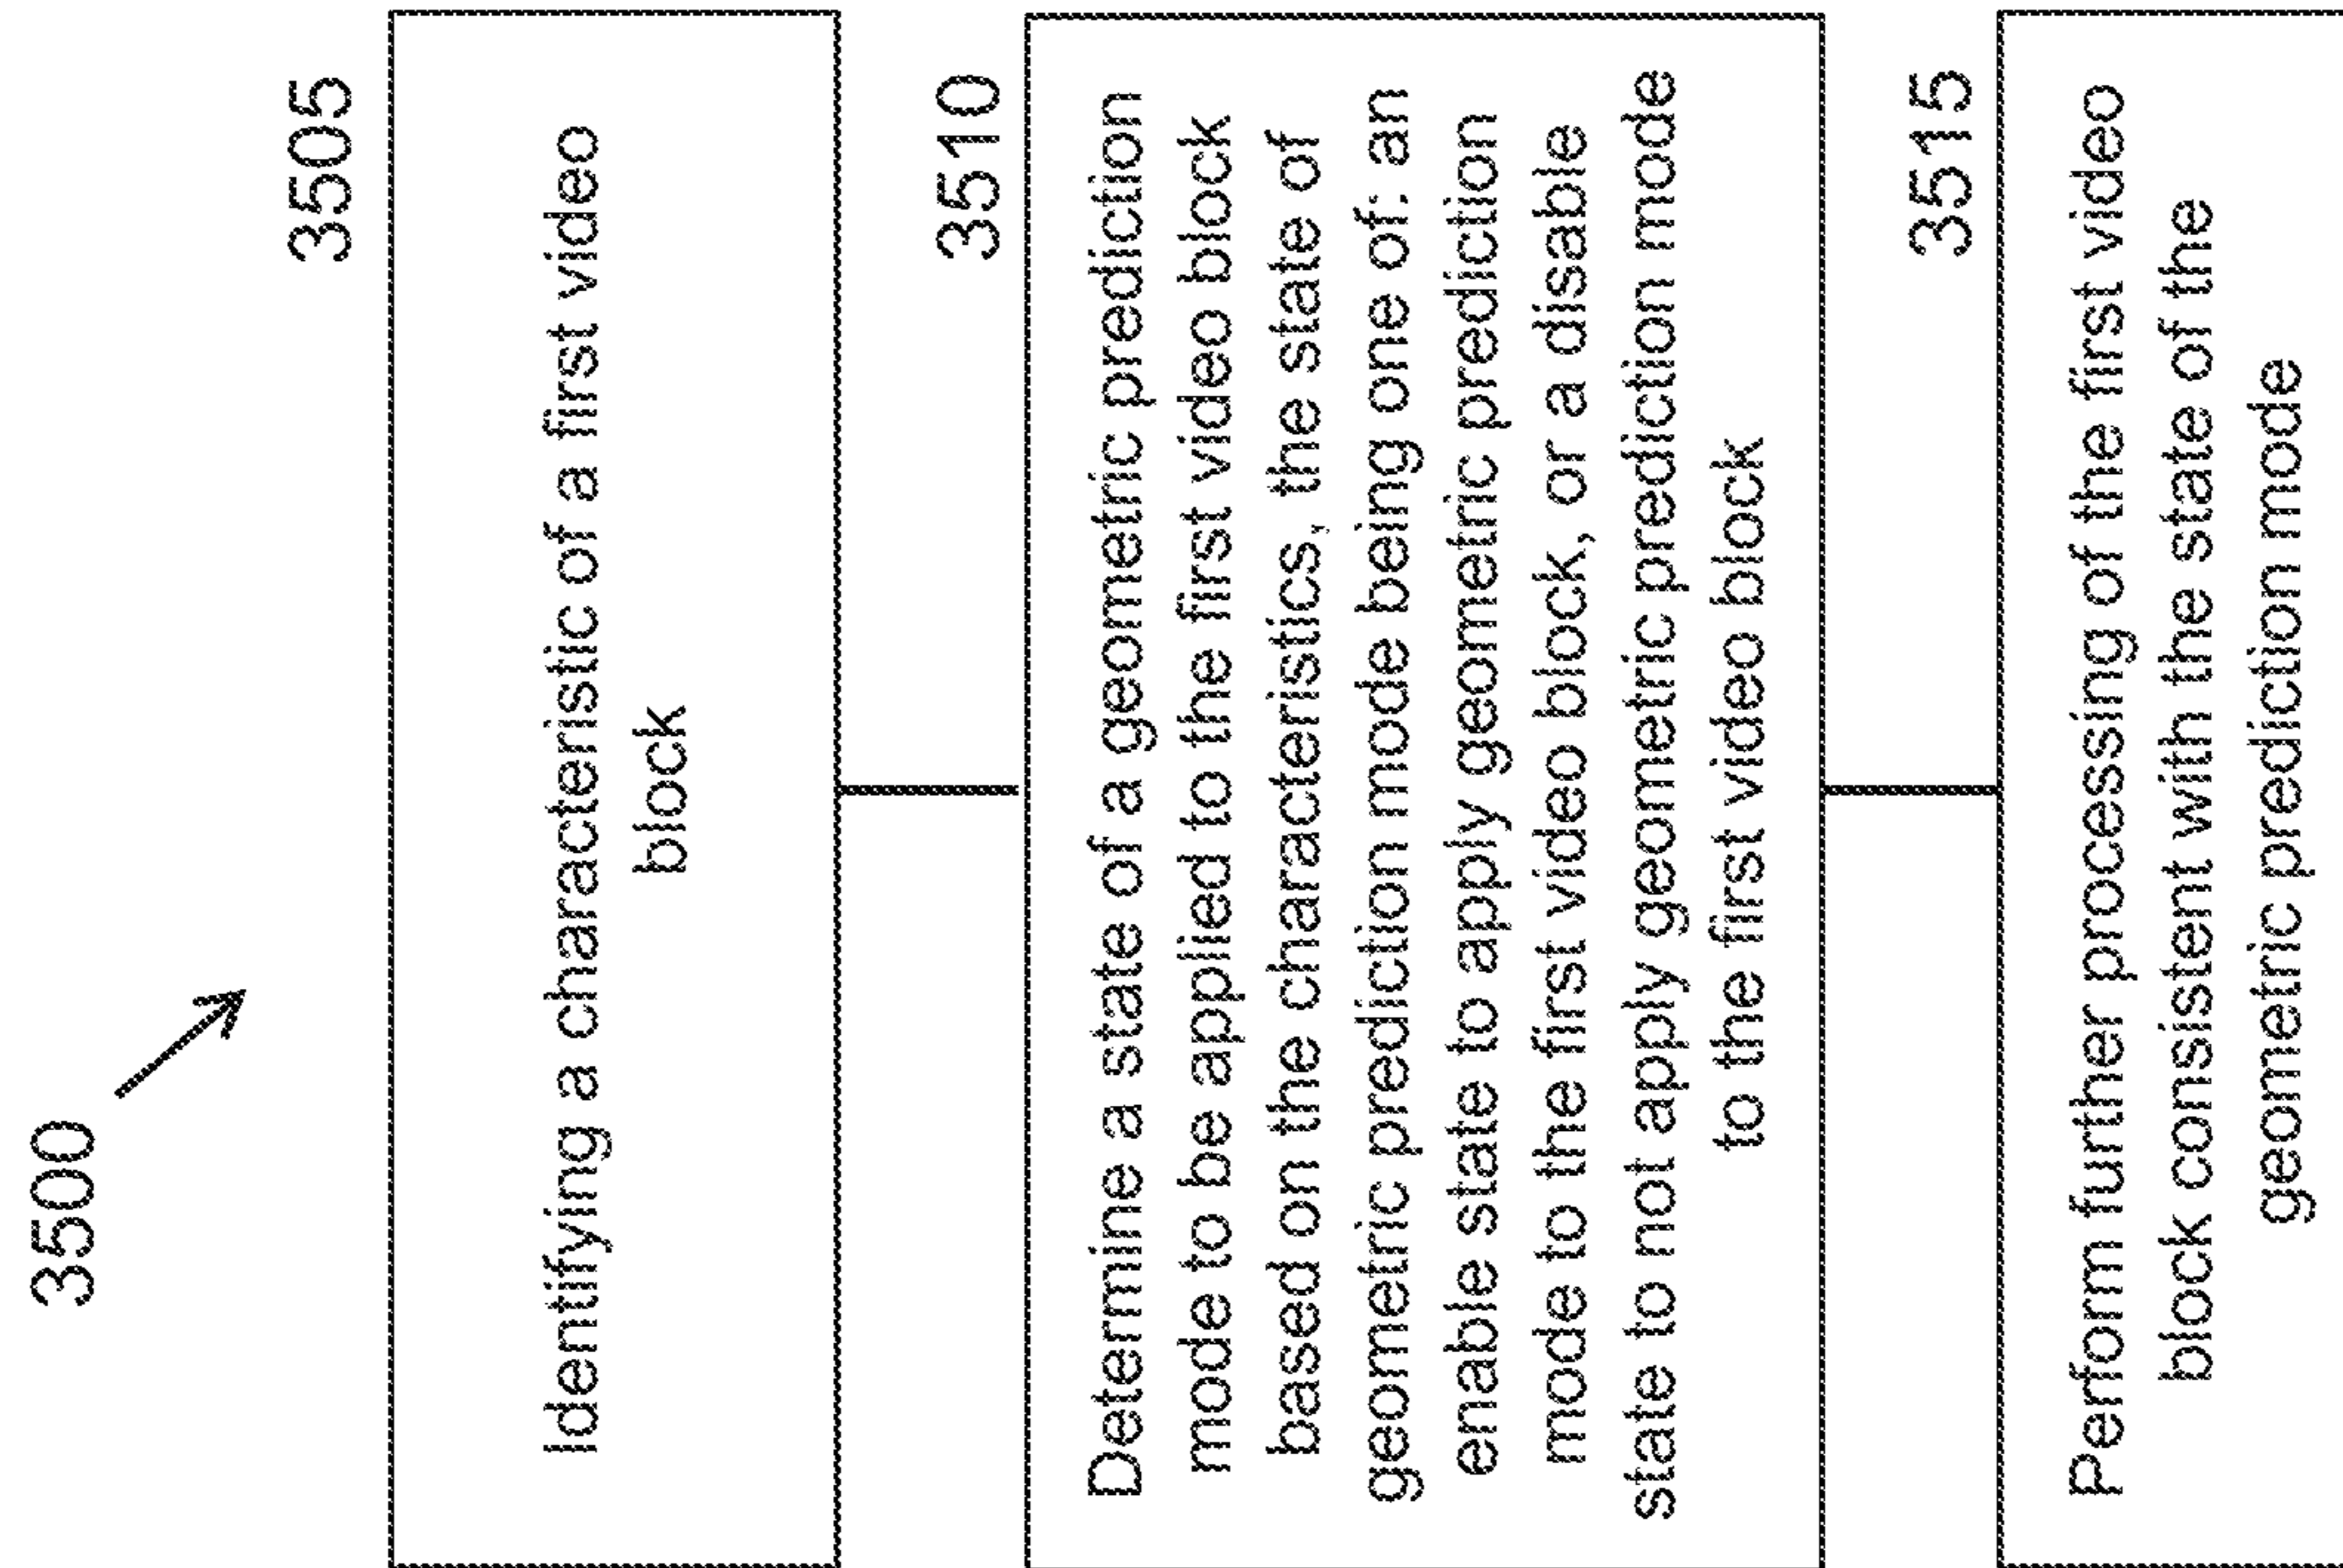 3500
3505
Identifying a characteristic of a first video
block
3510
Determine a state of a geometric prediction
mode to be applied to the first video block
based on the characteristics, the state of
geometric prediction mode being one of: an
enable state to apply geometric prediction
mode to the first video block, or a disable
state to not apply geometric prediction mode
to the first video block
3515
Perform further processing of the first video
block consistent with the state of the
geometric prediction mode